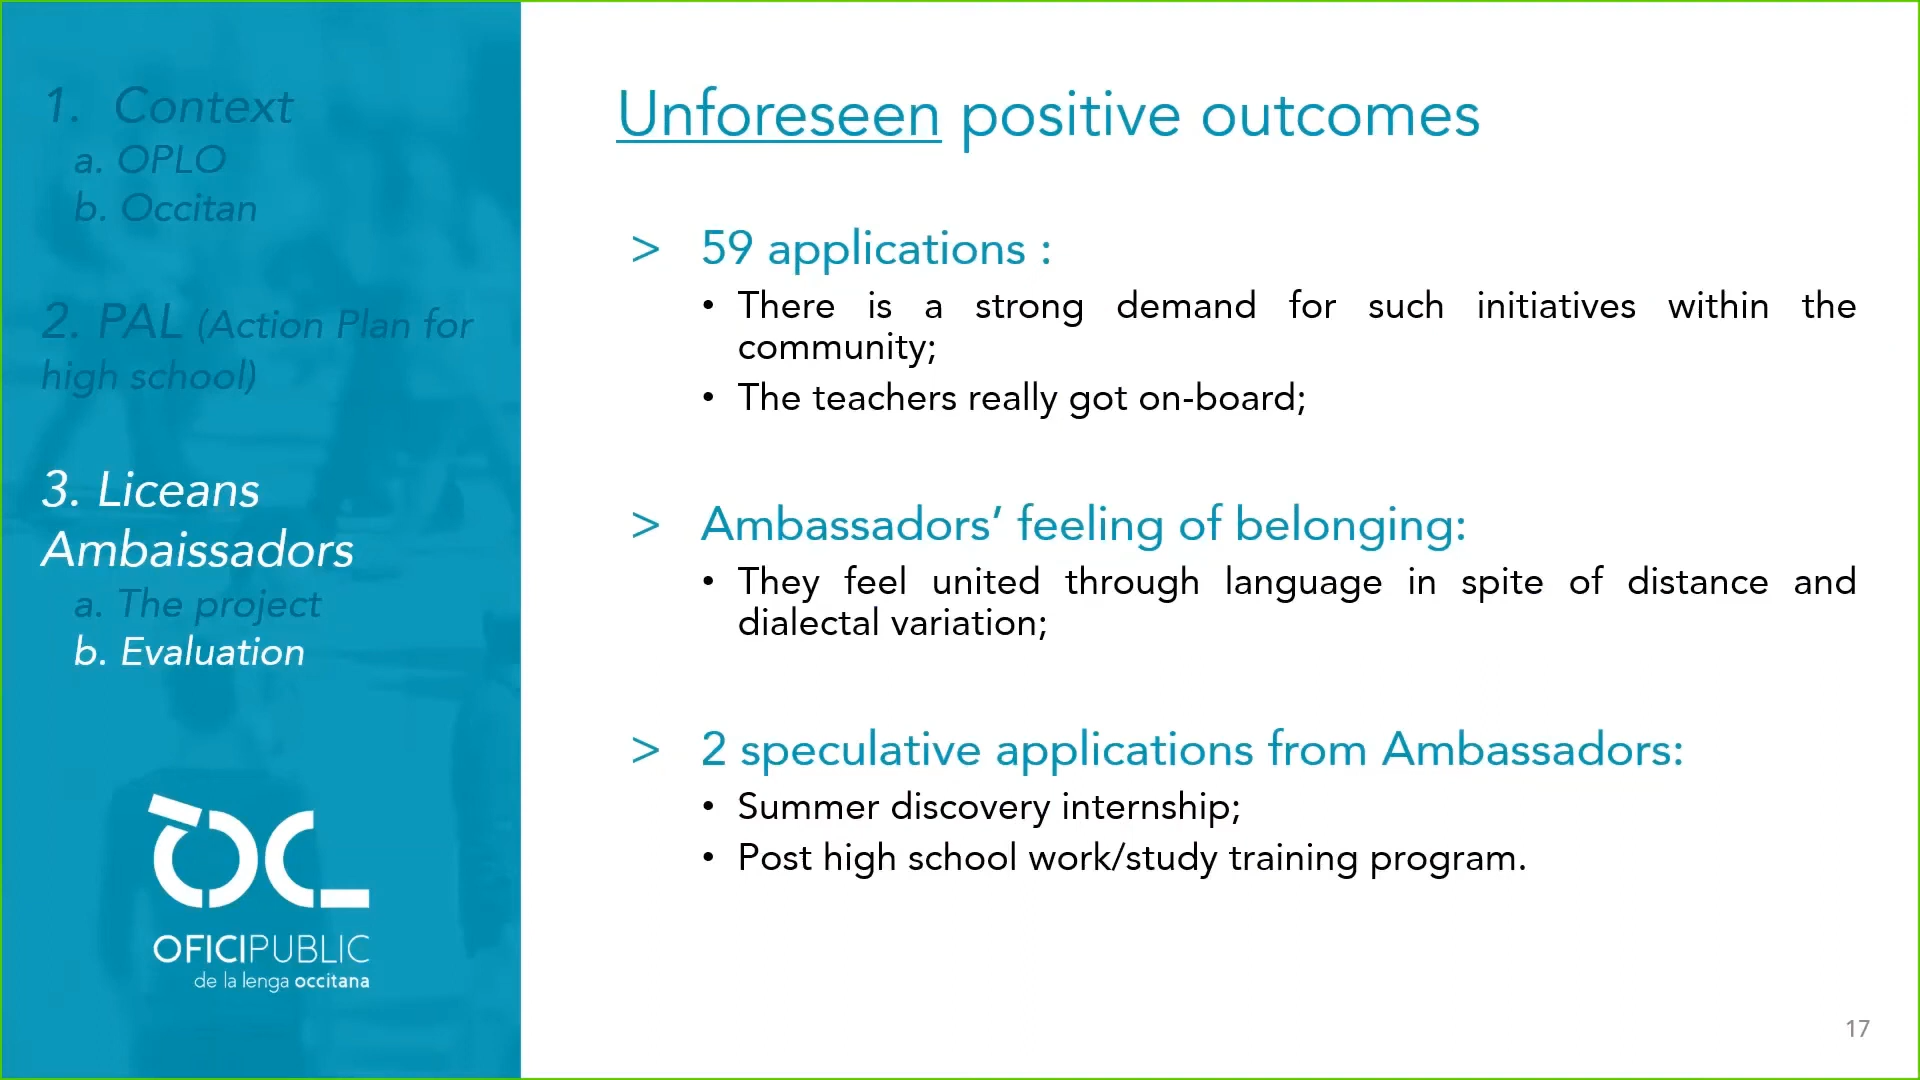 1. Context
a. OPLO
b. Occitan
2. PAL (Action Plan for
high school)
3. Liceans
Ambaissadors
a. The project
b. Evaluation
OC
OFICIPUBLIC
de la lenga occitana
Unforeseen positive outcomes
> 59 applications :
• There is a strong demand for such initiatives within the
community;
• The teachers really got on-board;
> Ambassadors’ feeling of belonging:
• They feel united through language in spite of distance and
dialectal variation;
> 2 speculative applications from Ambassadors:
• Summer discovery internship;
• Post high school work/study training program.
17